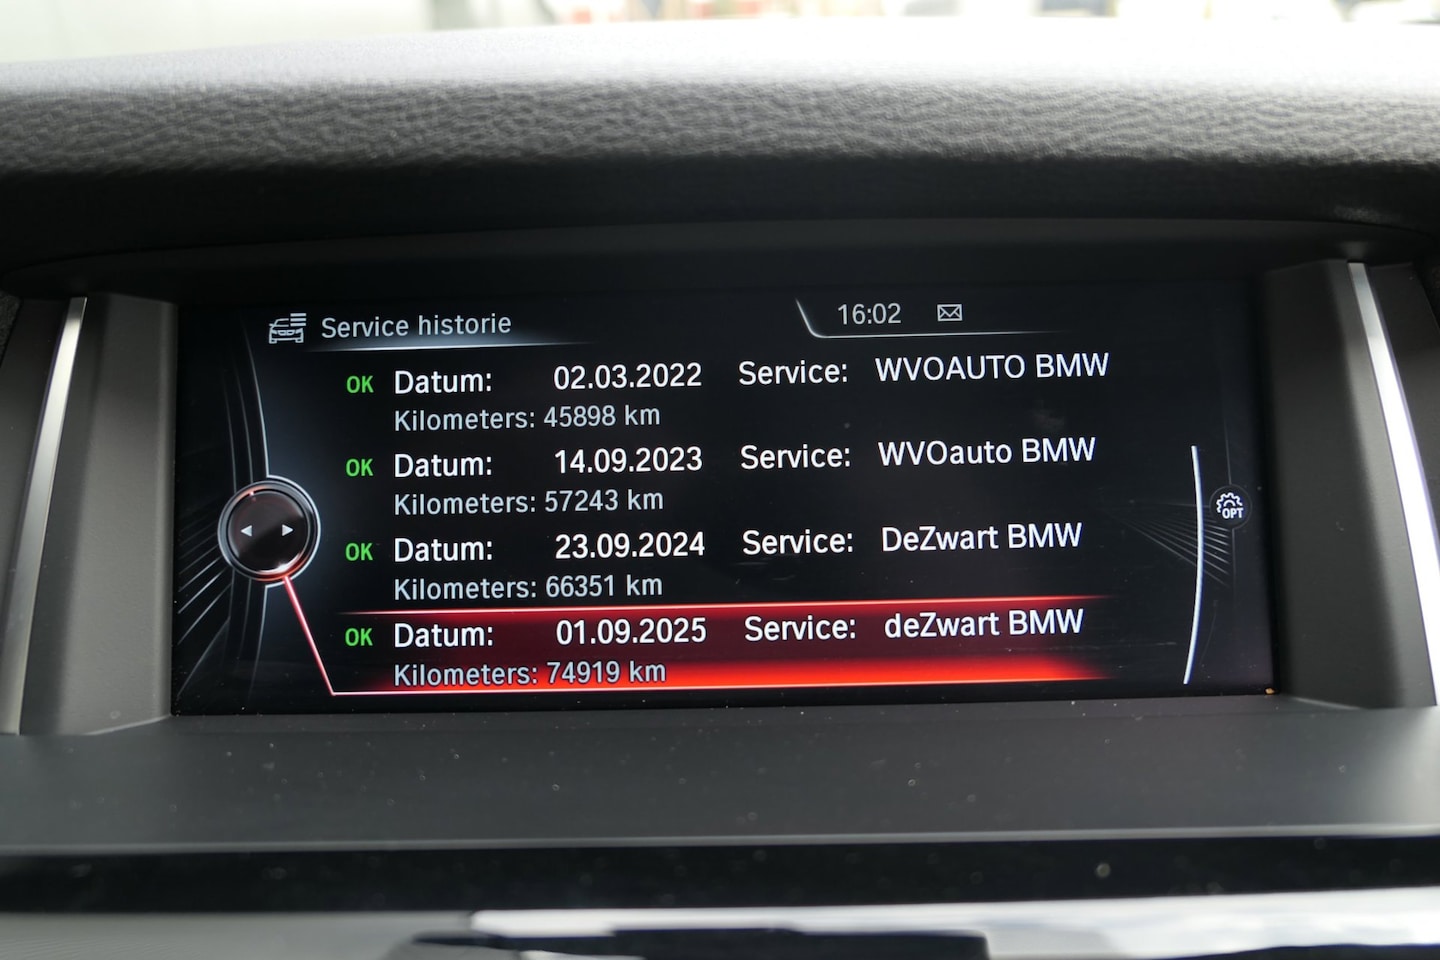 Service historie
16:02
OK Datum: 02.03.2022 Service: WVOAUTO BMW
Kilometers: 45898 km
OK Datum: 14.09.2023 Service: WVOauto BMW
Kilometers: 57243 km
OK Datum: 23.09.2024 Service: DeZwart BMW
Kilometers: 66351 km
OK Datum: 01.09.2025 Service: deZwart BMW
Kilometers: 74919 km
OPT